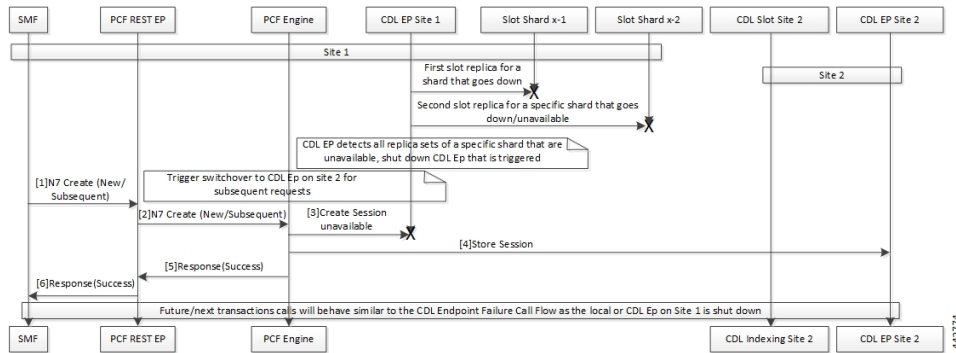 SMF
PCF REST EP
PCF Engine
CDL EP Site 1
Slot Shard x-1
Slot Shard x-2
CDL Slot Site 2
CDL EP Site 2
Site 1
First slot replica for a
shard that goes down
Site 2
Second slot replica for a specific shard that goes
down/unavailable
CDL EP detects all replica sets of a specific shard that are
unavailable, shut down CDL Ep that is triggered
[1]N7 Create (New/
Subsequent)
Trigger switchover to CDL Ep on site 2 for
subsequent requests
[2]N7 Create (New/Subsequent)
[3]Create Session
unavailable
[4]Store Session
[5]Response(Success)
[6]Response(Success)
Future/next transactions calls will behave similar to the CDL Endpoint Failure Call Flow as the local or CDL Ep on Site 1 is shut down
SMF
PCF REST EP
PCF Engine
CDL Indexing Site 2
CDL EP Site 2
442774